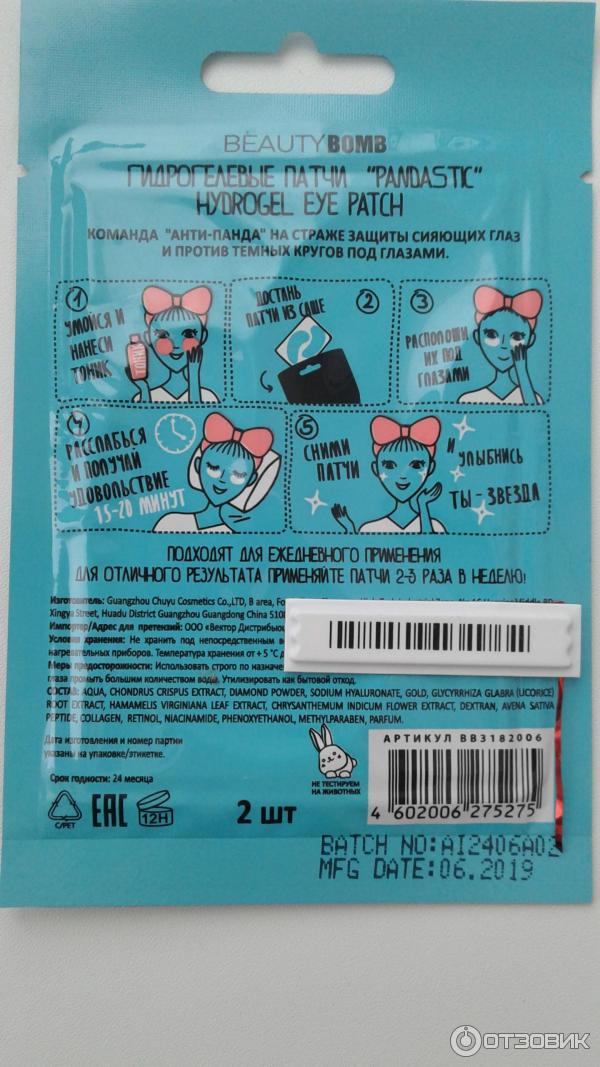 BEAUTYBOMB
ГИДРОГЕЛЕВЫЕ ПАТЧИ "PANDASTIC"
HYDROGEL EYE PATCH
КОМАНДА "АНТИ-ПАНДА" НА СТРАЖЕ ЗАЩИТЫ СИЯЮЩИХ ГЛАЗ
И ПРОТИВ ТЕМНЫХ КРУГОВ ПОД ГЛАЗАМИ.
1
УМОЙСЯ И
НАНЕСИ
ТОНИК
ТОНИК
2
ДОСТАНЬ
ПАТЧИ ИЗ САШЕ
3
РАСПОЛОЖИ
ИХ ПОД
ГЛАЗАМИ
4
РАССЛАБЬСЯ
И ПОЛУЧАЙ
УДОВОЛЬСТВИЕ
15-20 МИНУТ
5
СНИМИ
ПАТЧИ
И УЛЫБНИСЬ
ТЫ - ЗВЕЗДА
ПОДХОДЯТ ДЛЯ ЕЖЕДНЕВНОГО ПРИМЕНЕНИЯ
ДЛЯ ОТЛИЧНОГО РЕЗУЛЬТАТА ПРИМЕНЯЙТЕ ПАТЧИ 2-3 РАЗА В НЕДЕЛЮ!
Изготовитель: Guangzhou Chuyu Cosmetics Co.,LTD, B area,
Xingya Street, Huadu District Guangzhou Guangdong China 5108
Импортер/Адрес для претензий: ООО «Вектор Дистрибью
Условия хранения: Не хранить под непосредственным
нагревательных приборов. Температура хранения от + 5 °C
Меры предосторожности: Использовать строго по назначе
глаза промыть большим количеством воды. Утилизировать как бытовой отход.
СОСТАВ: AQUA, CHONDRUS CRISPUS EXTRACT, DIAMOND POWDER, SODIUM HYALURONATE, GOLD, GLYCYRRHIZA GLABRA (LICORICE)
ROOT EXTRACT, HAMAMELIS VIRGINIANA LEAF EXTRACT, CHRYSANTHEMUM INDICUM FLOWER EXTRACT, DEXTRAN, AVENA SATIVA
PEPTIDE, COLLAGEN, RETINOL, NIACINAMIDE, PHENOXYETHANOL, METHYLPARABEN, PARFUM.
Дата изготовления и номер партии
указаны на упаковке/этикетке.
Срок годности: 24 месяца
НЕ ТЕСТИРУЕМ
НА ЖИВОТНЫХ
АРТИКУЛ BB3182006
C/PET
EAC
12H
2 шт
4 602006 275275
BATCH NO:AI2406A02
MFG DATE:06.2019
ОТЗОВИК